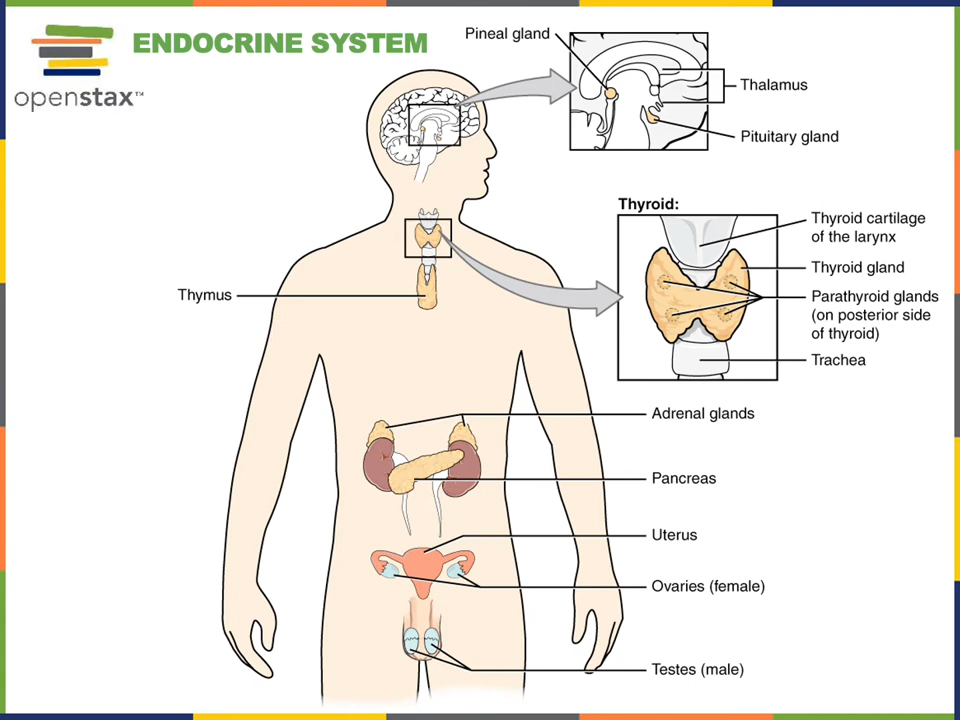 openstax™
ENDOCRINE SYSTEM
Pineal gland
Thalamus
Pituitary gland
Thyroid:
Thyroid cartilage
of the larynx
Thyroid gland
Parathyroid glands
(on posterior side
of thyroid)
Trachea
Thymus
Adrenal glands
Pancreas
Uterus
Ovaries (female)
Testes (male)